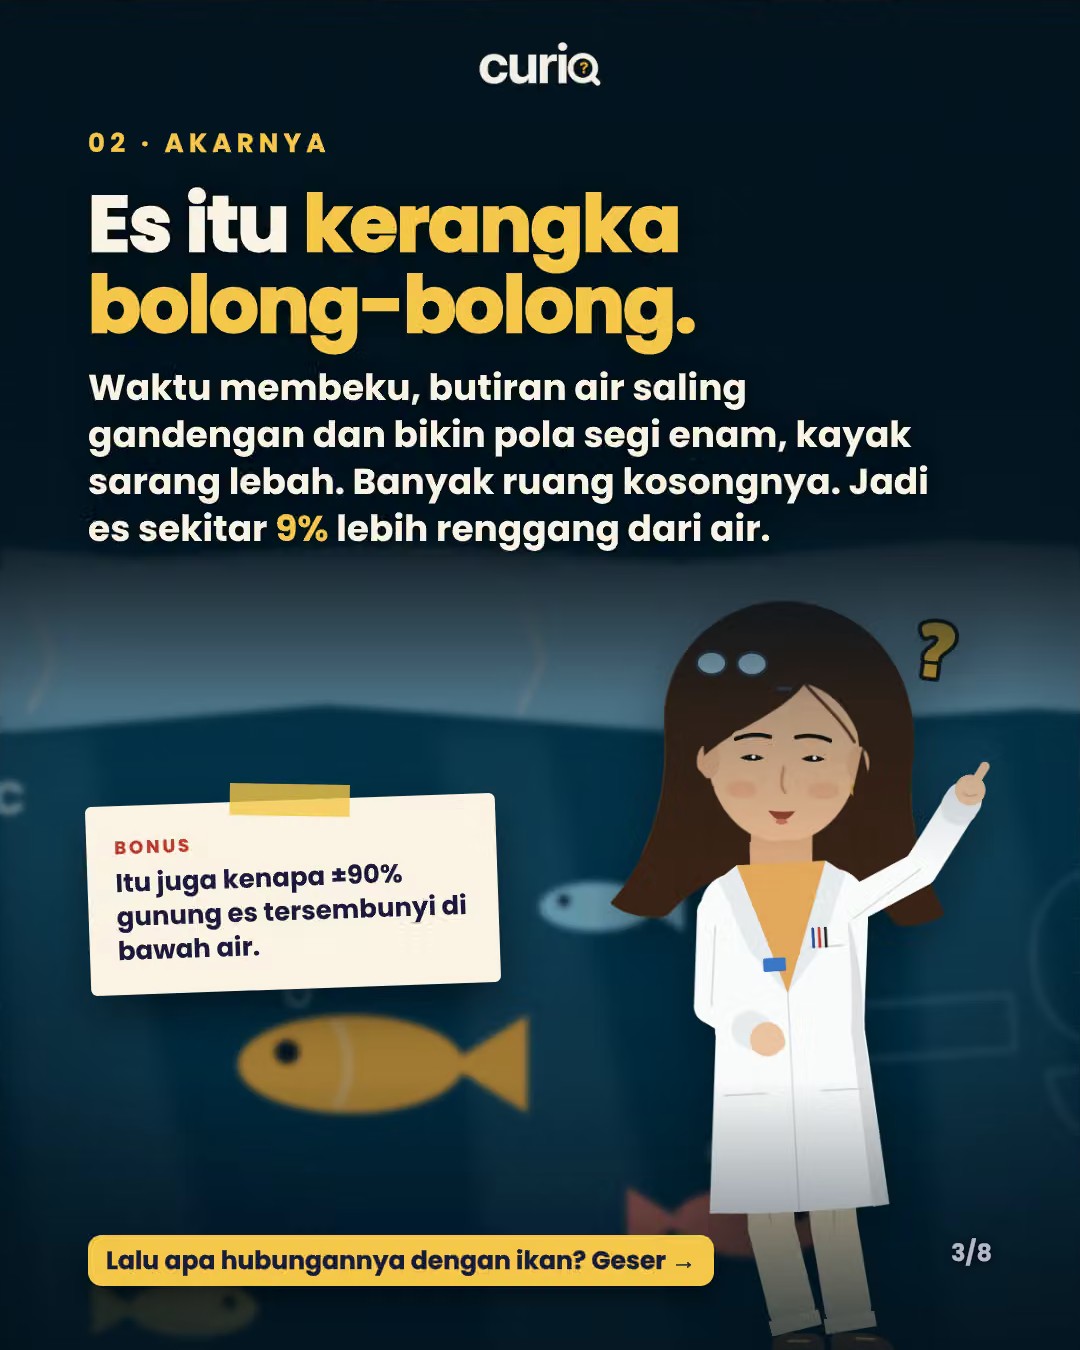 curio
02 · AKARNYA
Es itu kerangka
bolong-bolong.
Waktu membeku, butiran air saling
gandengan dan bikin pola segi enam, kayak
sarang lebah. Banyak ruang kosongnya. Jadi
es sekitar 9% lebih renggang dari air.
?
BONUS
Itu juga kenapa ±90%
gunung es tersembunyi di
bawah air.
Lalu apa hubungannya dengan ikan? Geser →
3/8